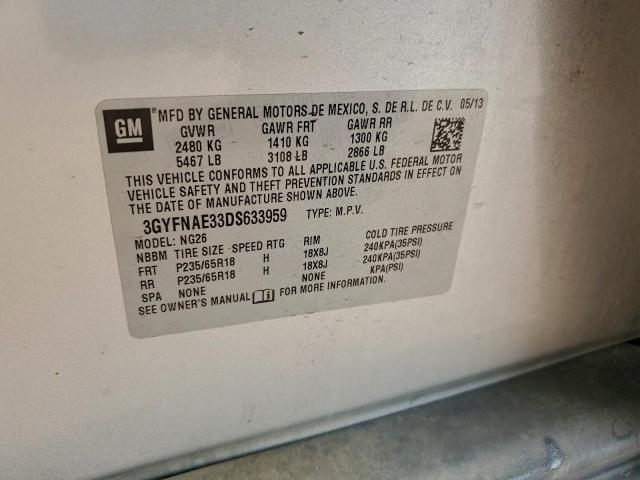 GM
MFD BY GENERAL MOTORS DE MEXICO, S. DE R.L. DE C.V. 05/13
GVWR GAWR FRT GAWR RR
2480 KG 1410 KG 1300 KG
5467 LB 3108 LB 2866 LB
THIS VEHICLE CONFORMS TO ALL APPLICABLE U.S. FEDERAL MOTOR
VEHICLE SAFETY AND THEFT PREVENTION STANDARDS IN EFFECT ON
THE DATE OF MANUFACTURE SHOWN ABOVE.
3GYFNAE33DS633959 TYPE: M.P.V.
MODEL: NG26
NBBM TIRE SIZE SPEED RTG RIM COLD TIRE PRESSURE
FRT P235/65R18 H 18X8J 240KPA(35PSI)
RR P235/65R18 H 18X8J 240KPA(35PSI)
SPA NONE NONE KPA(PSI)
SEE OWNER'S MANUAL FOR MORE INFORMATION.